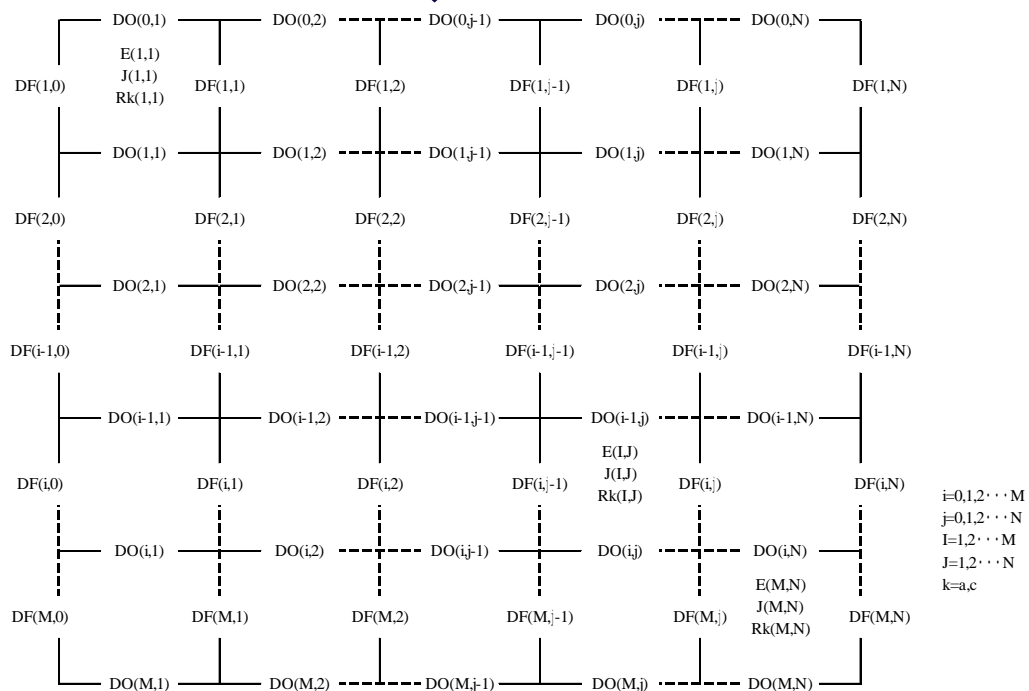 DO(0,1) DO(0,2) DO(0,j-1) DO(0,j) DO(0,N)
E(1,1)
J(1,1)
Rk(1,1)
DF(1,0) DF(1,1) DF(1,2) DF(1,j-1) DF(1,j) DF(1,N)
DO(1,1) DO(1,2) DO(1,j-1) DO(1,j) DO(1,N)
DF(2,0) DF(2,1) DF(2,2) DF(2,j-1) DF(2,j) DF(2,N)
DO(2,1) DO(2,2) DO(2,j-1) DO(2,j) DO(2,N)
DF(i-1,0) DF(i-1,1) DF(i-1,2) DF(i-1,j-1) DF(i-1,j) DF(i-1,N)
DO(i-1,1) DO(i-1,2) DO(i-1,j-1) DO(i-1,j) DO(i-1,N)
E(I,J)
J(I,J)
Rk(I,J)
DF(i,0) DF(i,1) DF(i,2) DF(i,j-1) DF(i,j) DF(i,N)
DO(i,1) DO(i,2) DO(i,j-1) DO(i,j) DO(i,N)
E(M,N)
J(M,N)
Rk(M,N)
DF(M,0) DF(M,1) DF(M,2) DF(M,j-1) DF(M,j) DF(M,N)
DO(M,1) DO(M,2) DO(M,j-1) DO(M,j) DO(M,N)
i=0,1,2···M
j=0,1,2···N
I=1,2···M
J=1,2···N
k=a,c